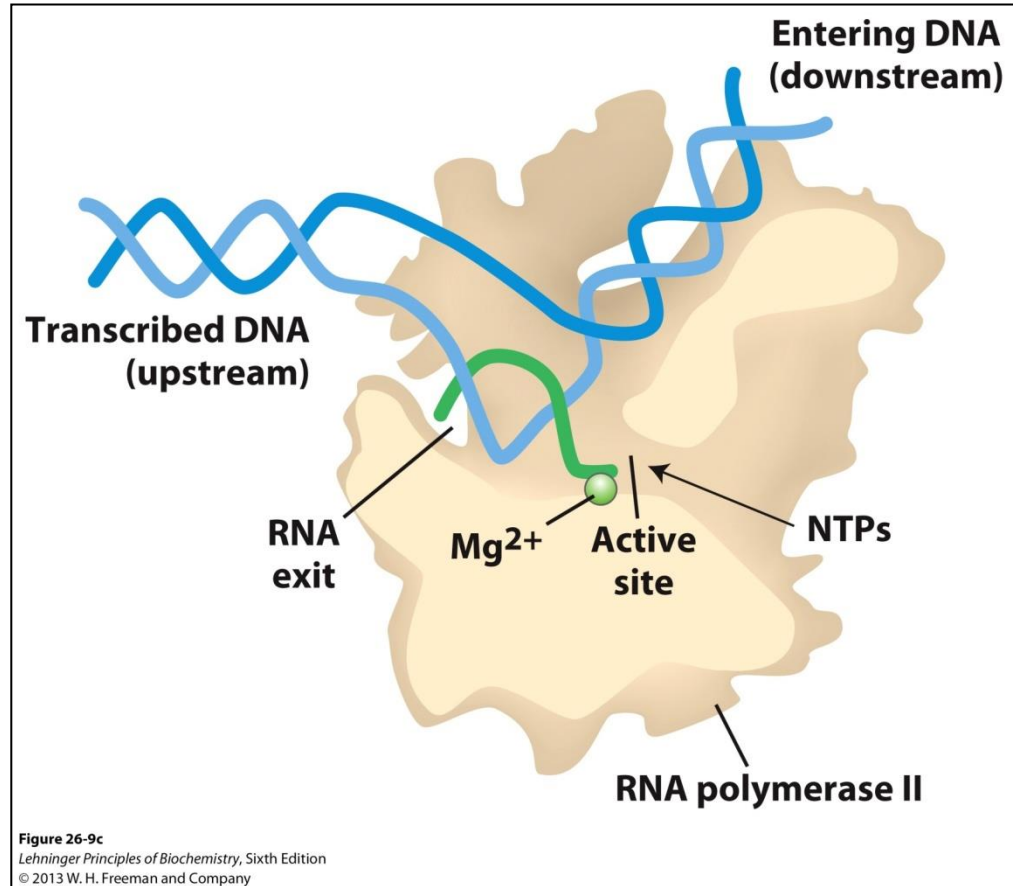 Entering DNA
(downstream)
Transcribed DNA
(upstream)
RNA
exit
Mg2+
Active
site
NTPs
RNA polymerase II
Figure 26-9c
Lehninger Principles of Biochemistry, Sixth Edition
© 2013 W. H. Freeman and Company